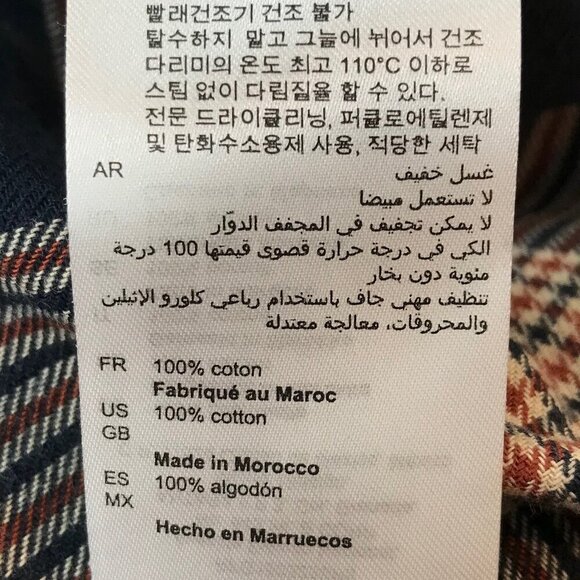 빨래건조기 건조 불가
탈수하지 말고 그늘에 뉘어서 건조
다리미의 온도 최고 110°C 이하로
스팀 없이 다림질을 할 수 있다.
전문 드라이클리닝, 퍼클로에틸렌제
및 탄화수소용제 사용, 적당한 세탁
AR
غسل خفيف
لا تستعمل مبيضا
لا يمكن تجفيف في المجفف الدوّار
الكي في درجة حرارة قصوى قيمتها 100 درجة
مئوية دون بخار
تنظيف مهني جاف باستخدام رباعي كلورو الإثيلين
والمحروقات، معالجة معتدلة
FR 100% coton
Fabriqué au Maroc
US 100% cotton
GB
Made in Morocco
ES 100% algodón
MX
Hecho en Marruecos